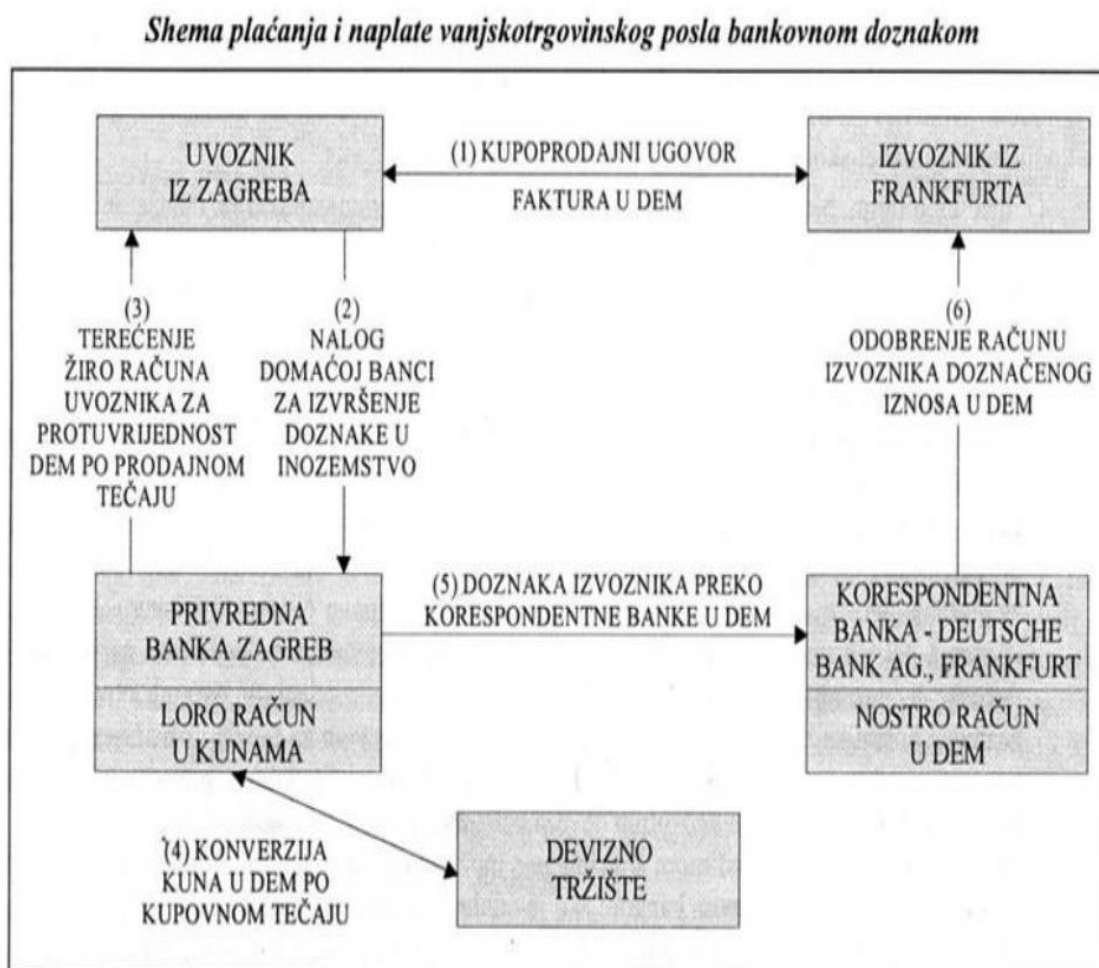 Shema plaćanja i naplate vanjskotrgovinskog posla bankovnom doznakom
UVOZNIK
IZ ZAGREBA
(1) KUPOPRODAJNI UGOVOR
FAKTURA U DEM
IZVOZNIK IZ
FRANKFURTA
(3)
TEREĆENJE
ŽIRO RAČUNA
UVOZNIKA ZA
PROTUVRIJEDNOST
DEM PO PRODAJNOM
TEČAJU
(2)
NALOG
DOMAĆOJ BANCI
ZA IZVRŠENJE
DOZNAKE U
INOZEMSTVO
(6)
ODOBRENJE RAČUNU
IZVOZNIKA DOZNAČENOG
IZNOSA U DEM
PRIVREDNA
BANKA ZAGREB
LORO RAČUN
U KUNAMA
(5) DOZNAKA IZVOZNIKA PREKO
KORESPONDENTNE BANKE U DEM
KORESPONDENTNA
BANKA - DEUTSCHE
BANK AG., FRANKFURT
NOSTRO RAČUN
U DEM
(4) KONVERZIJA
KUNA U DEM PO
KUPOVNOM TEČAJU
DEVIZNO
TRŽIŠTE